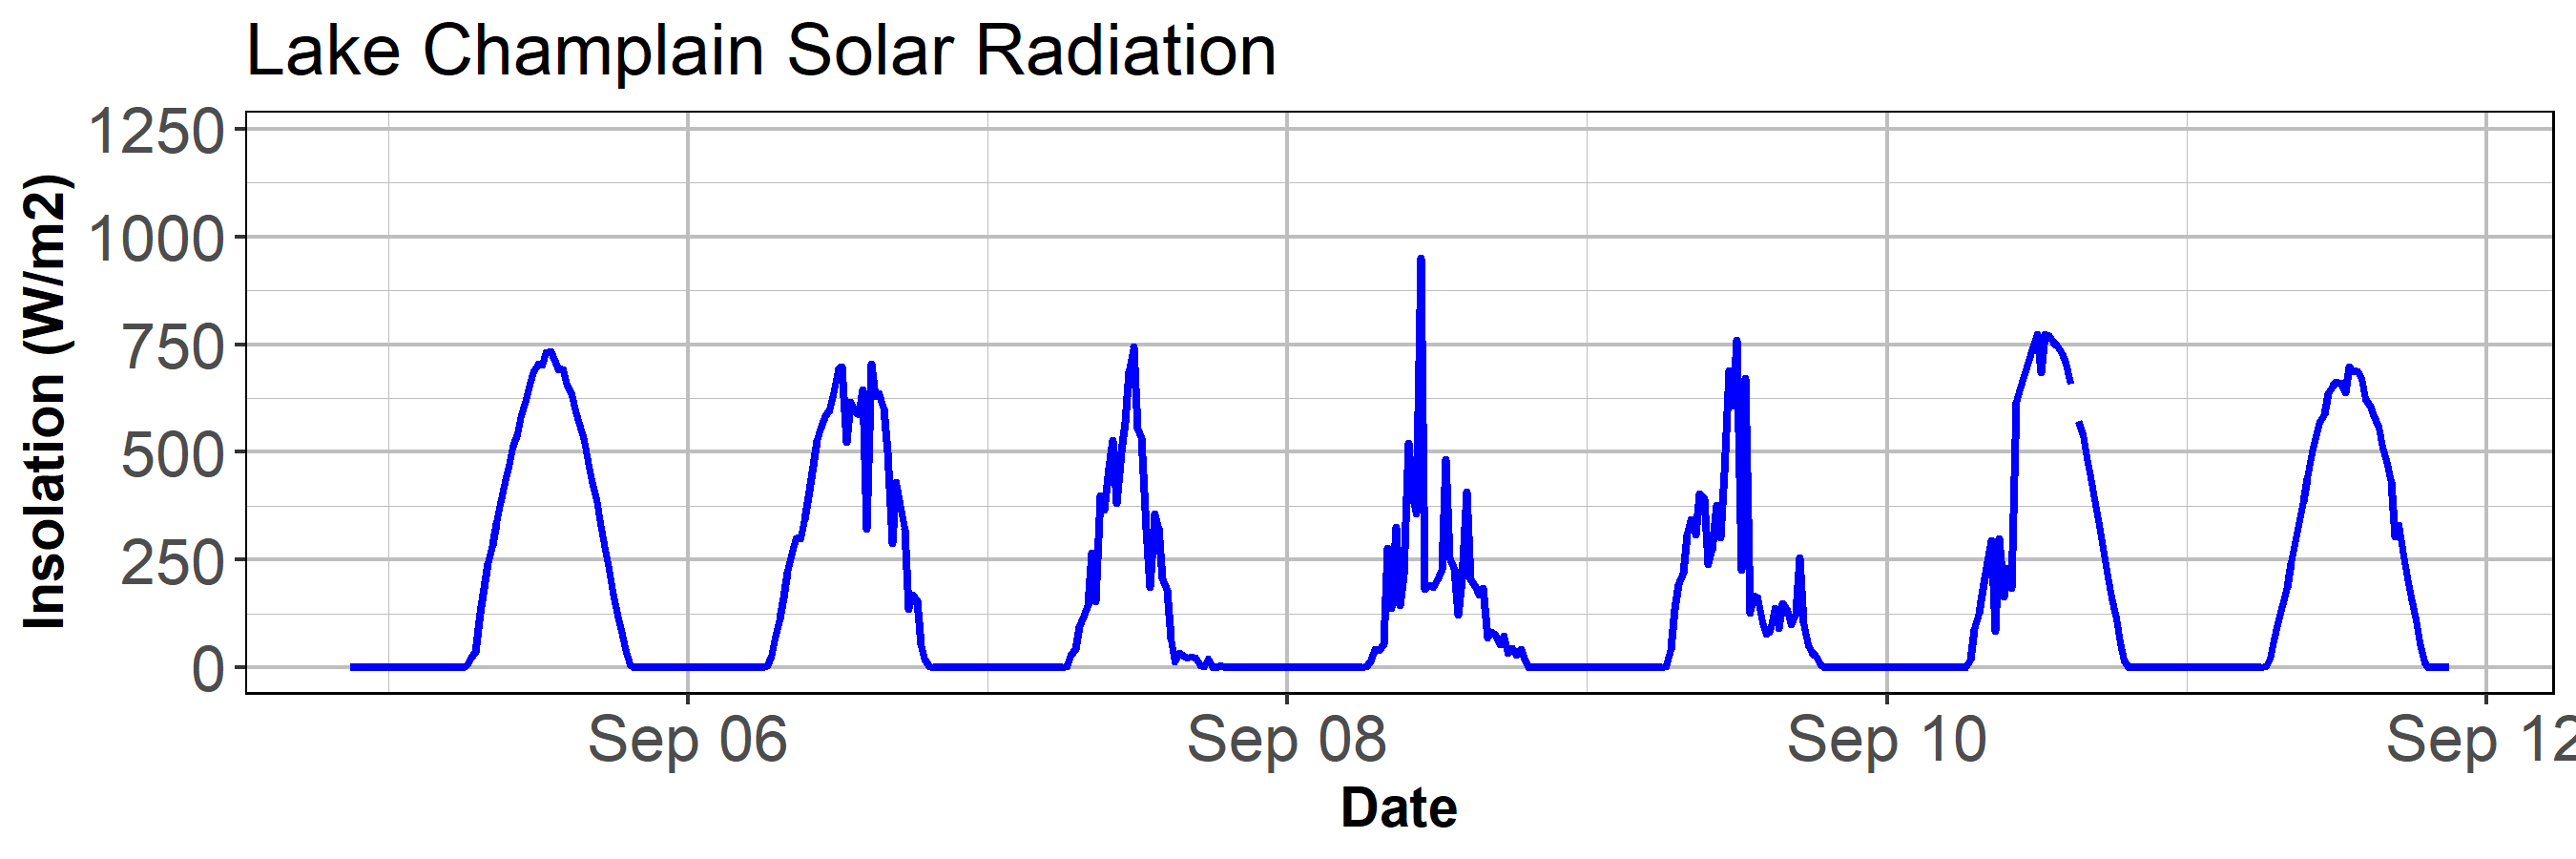 Lake Champlain Solar Radiation
1250
1000
750
500
250
0
Insolation (W/m2)
Sep 06
Sep 08
Sep 10
Sep 12
Date